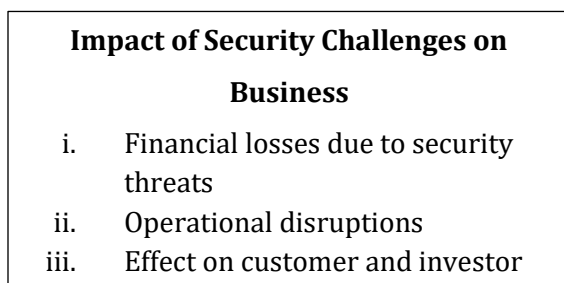 Impact of Security Challenges on
Business
i. Financial losses due to security
threats
ii. Operational disruptions
iii. Effect on customer and investor